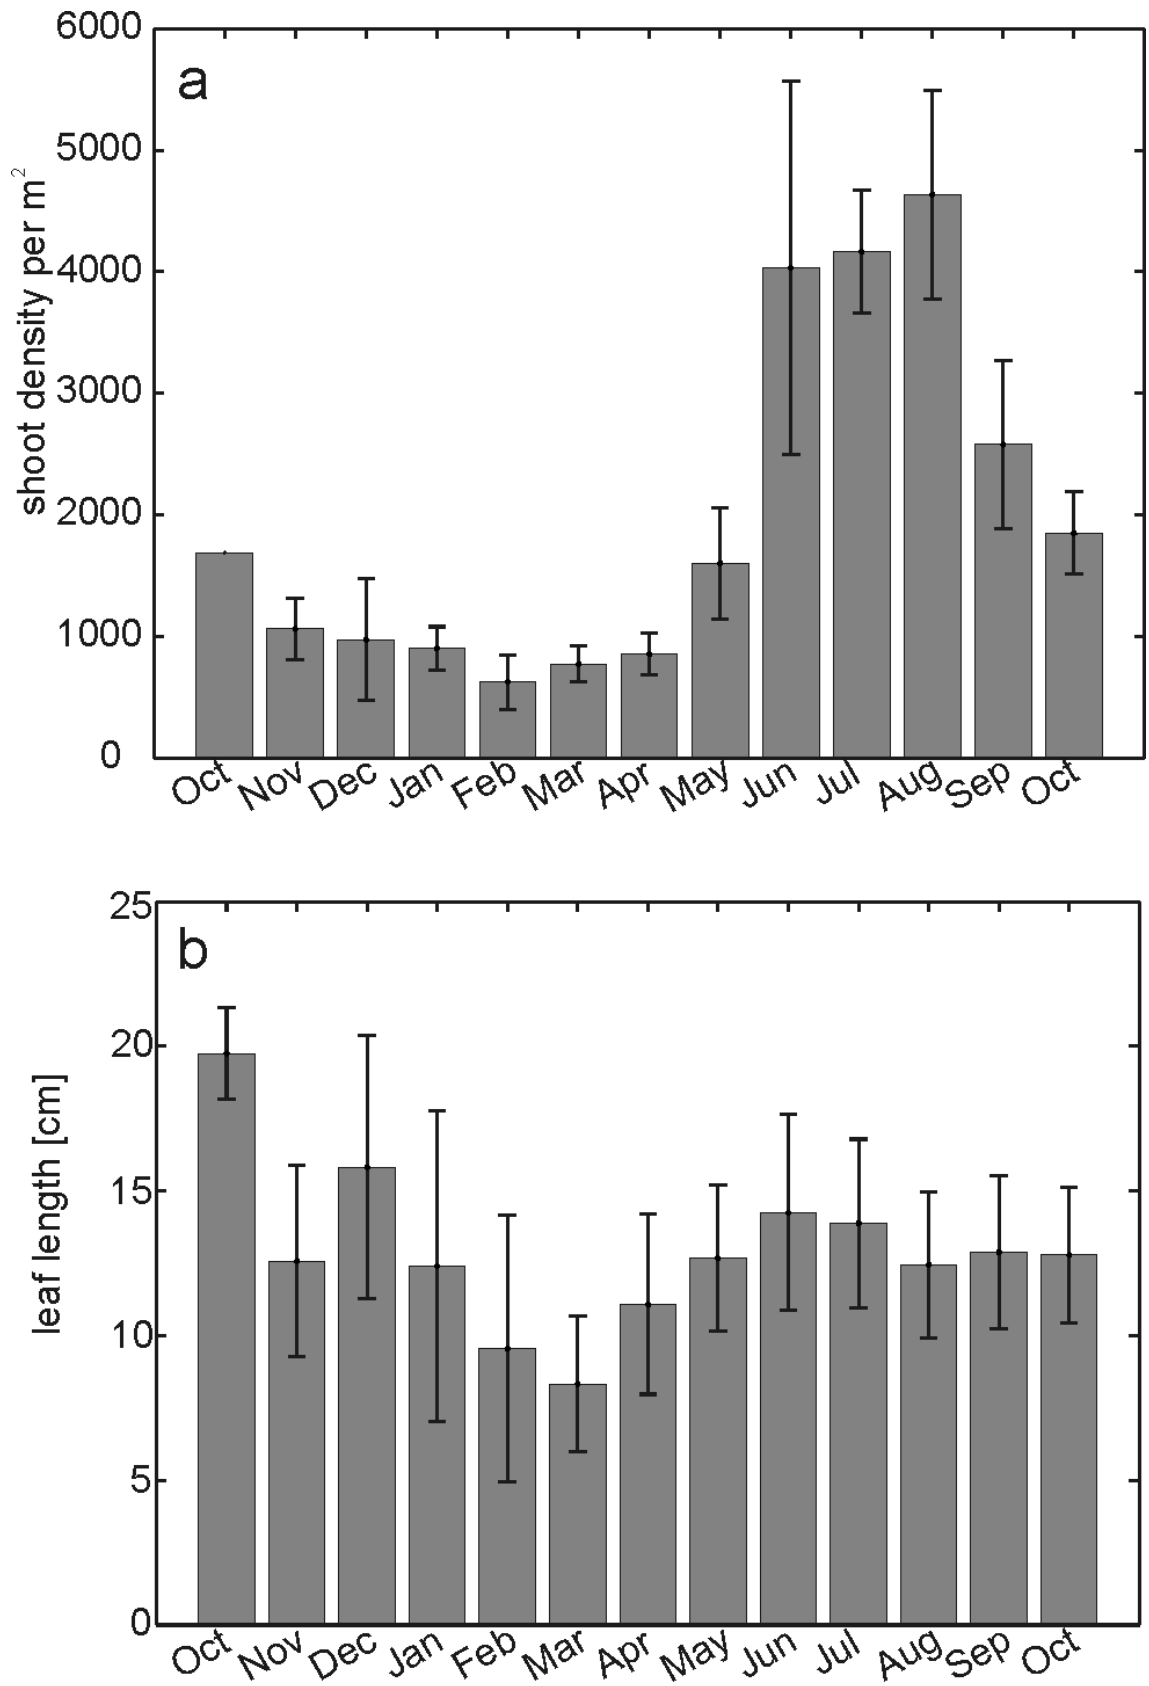 6000
a
5000
4000
3000
2000
1000
0
shoot density per m²
Oct Nov Dec Jan Feb Mar Apr May Jun Jul Aug Sep Oct
25
b
20
15
10
5
0
leaf length [cm]
Oct Nov Dec Jan Feb Mar Apr May Jun Jul Aug Sep Oct